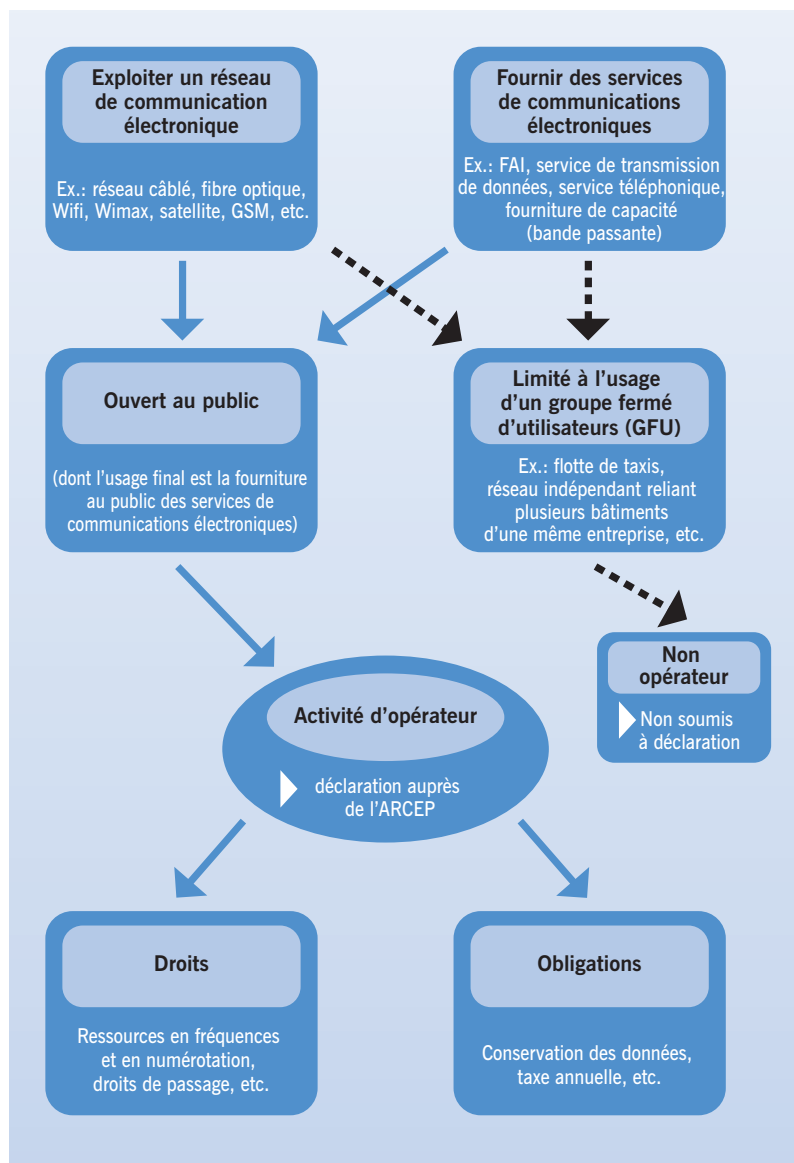 Exploiter un réseau
de communication
électronique
Ex.: réseau câblé, fibre optique,
Wifi, Wimax, satellite, GSM, etc.
Fournir des services
de communications
électroniques
Ex.: FAI, service de transmission
de données, service téléphonique,
fourniture de capacité
(bande passante)
Ouvert au public
(dont l'usage final est la fourniture
au public des services de
communications électroniques)
Limité à l'usage
d'un groupe fermé
d'utilisateurs (GFU)
Ex.: flotte de taxis,
réseau indépendant reliant
plusieurs bâtiments
d'une même entreprise, etc.
Non
opérateur
Non soumis
à déclaration
Activité d'opérateur
déclaration auprès
de l'ARCEP
Droits
Ressources en fréquences
et en numérotation,
droits de passage, etc.
Obligations
Conservation des données,
taxe annuelle, etc.